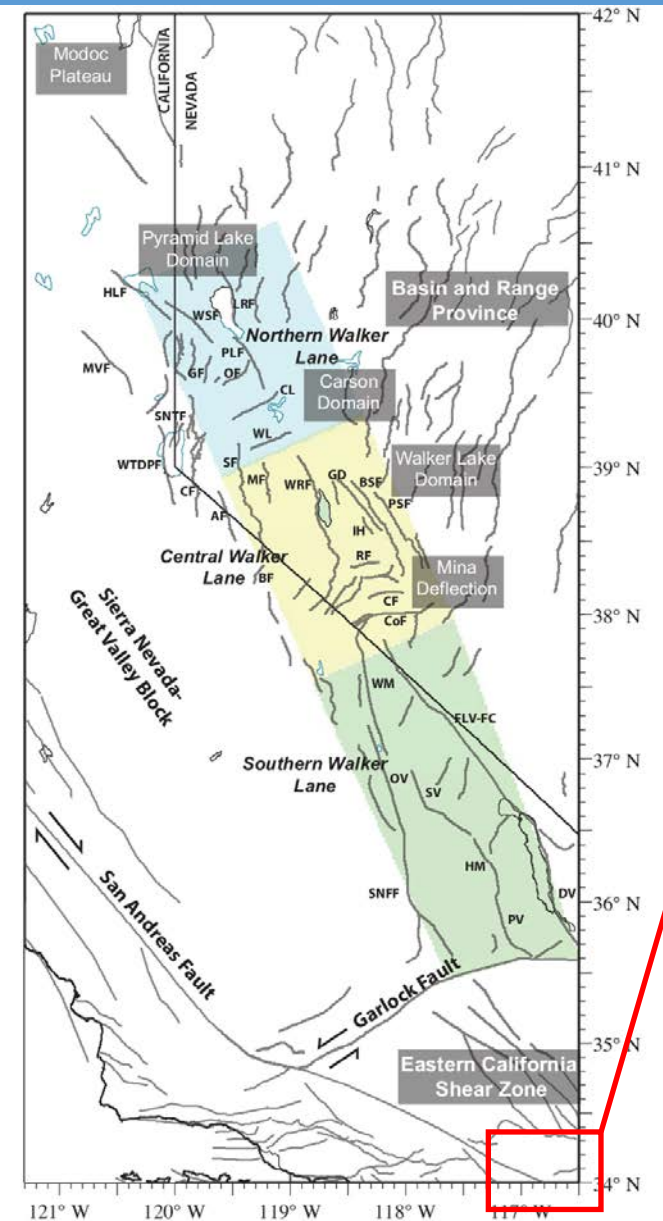 42° N
Modoc
Plateau
CALIFORNIA
NEVADA
41° N
Pyramid Lake
Domain
Basin and Range
Province
HLF
LRF
WSF
40° N
Northern Walker
Lane
PLF
MVF
GF
OF
Carson
Domain
CL
SNTF
WL
Walker Lake
Domain
WTDPF
SF
39° N
MF
WRF
GD
BSF
CF
PSF
AF
IH
Central Walker
Lane
RF
Mina
Deflection
BF
CF
38° N
CoF
Sierra Nevada-
Great Valley Block
WM
FLV-FC
37° N
Southern Walker
Lane
OV
SV
HM
DV
SNFF
36° N
PV
San Andreas Fault
Garlock Fault
35° N
Eastern California
Shear Zone
34° N
121° W
120° W
119° W
118° W
117° W